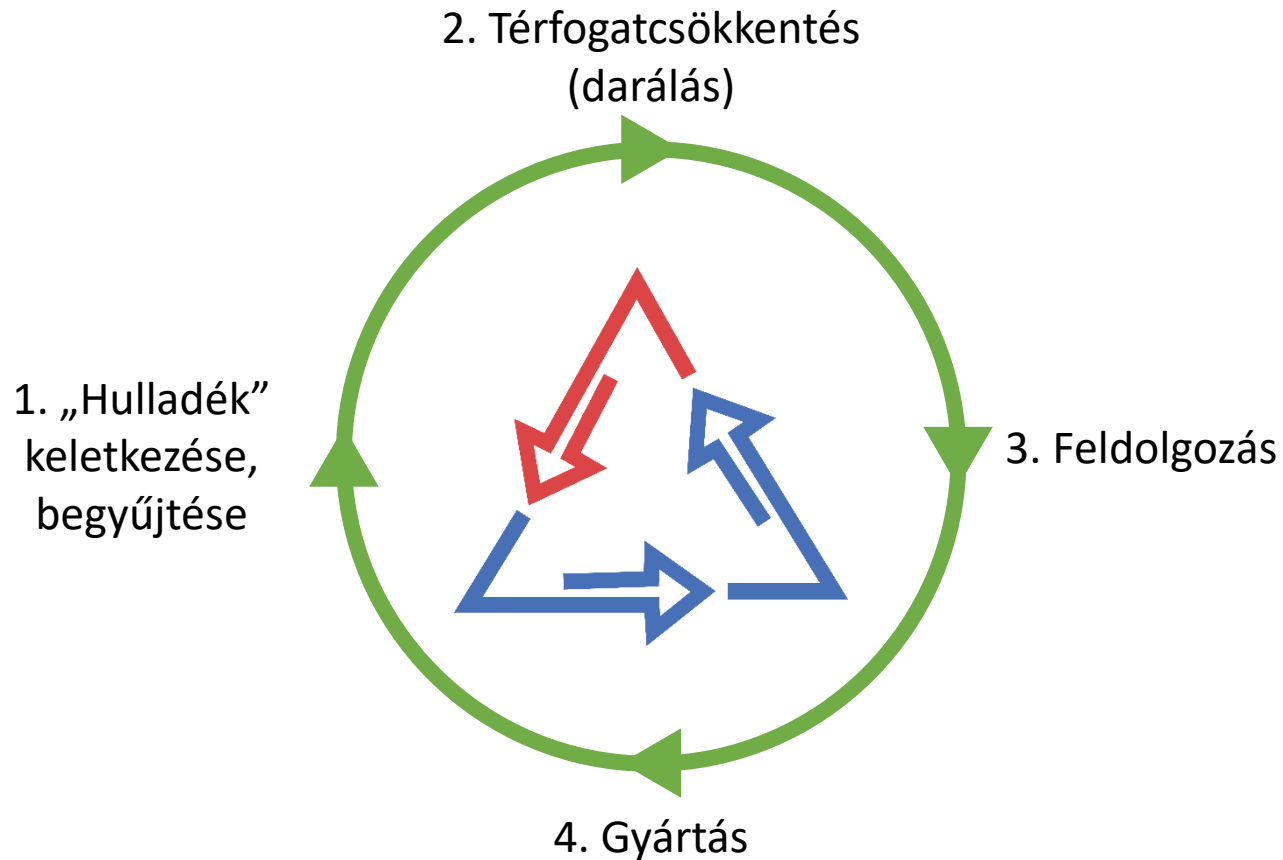 2. Térfogatcsökkentés
(darálás)
1. „Hulladék”
keletkezése,
begyűjtése
3. Feldolgozás
4. Gyártás